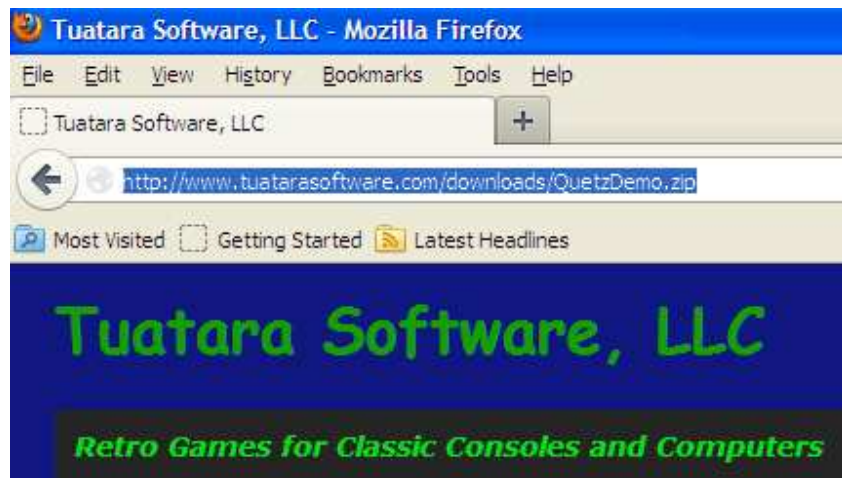 Tuatara Software, LLC - Mozilla Firefox
File Edit View History Bookmarks Tools Help
Tuatara Software, LLC +
http://www.tuatarasoftware.com/downloads/QuetzDemo.zip
Most Visited Getting Started Latest Headlines
Tuatara Software, LLC
Retro Games for Classic Consoles and Computers